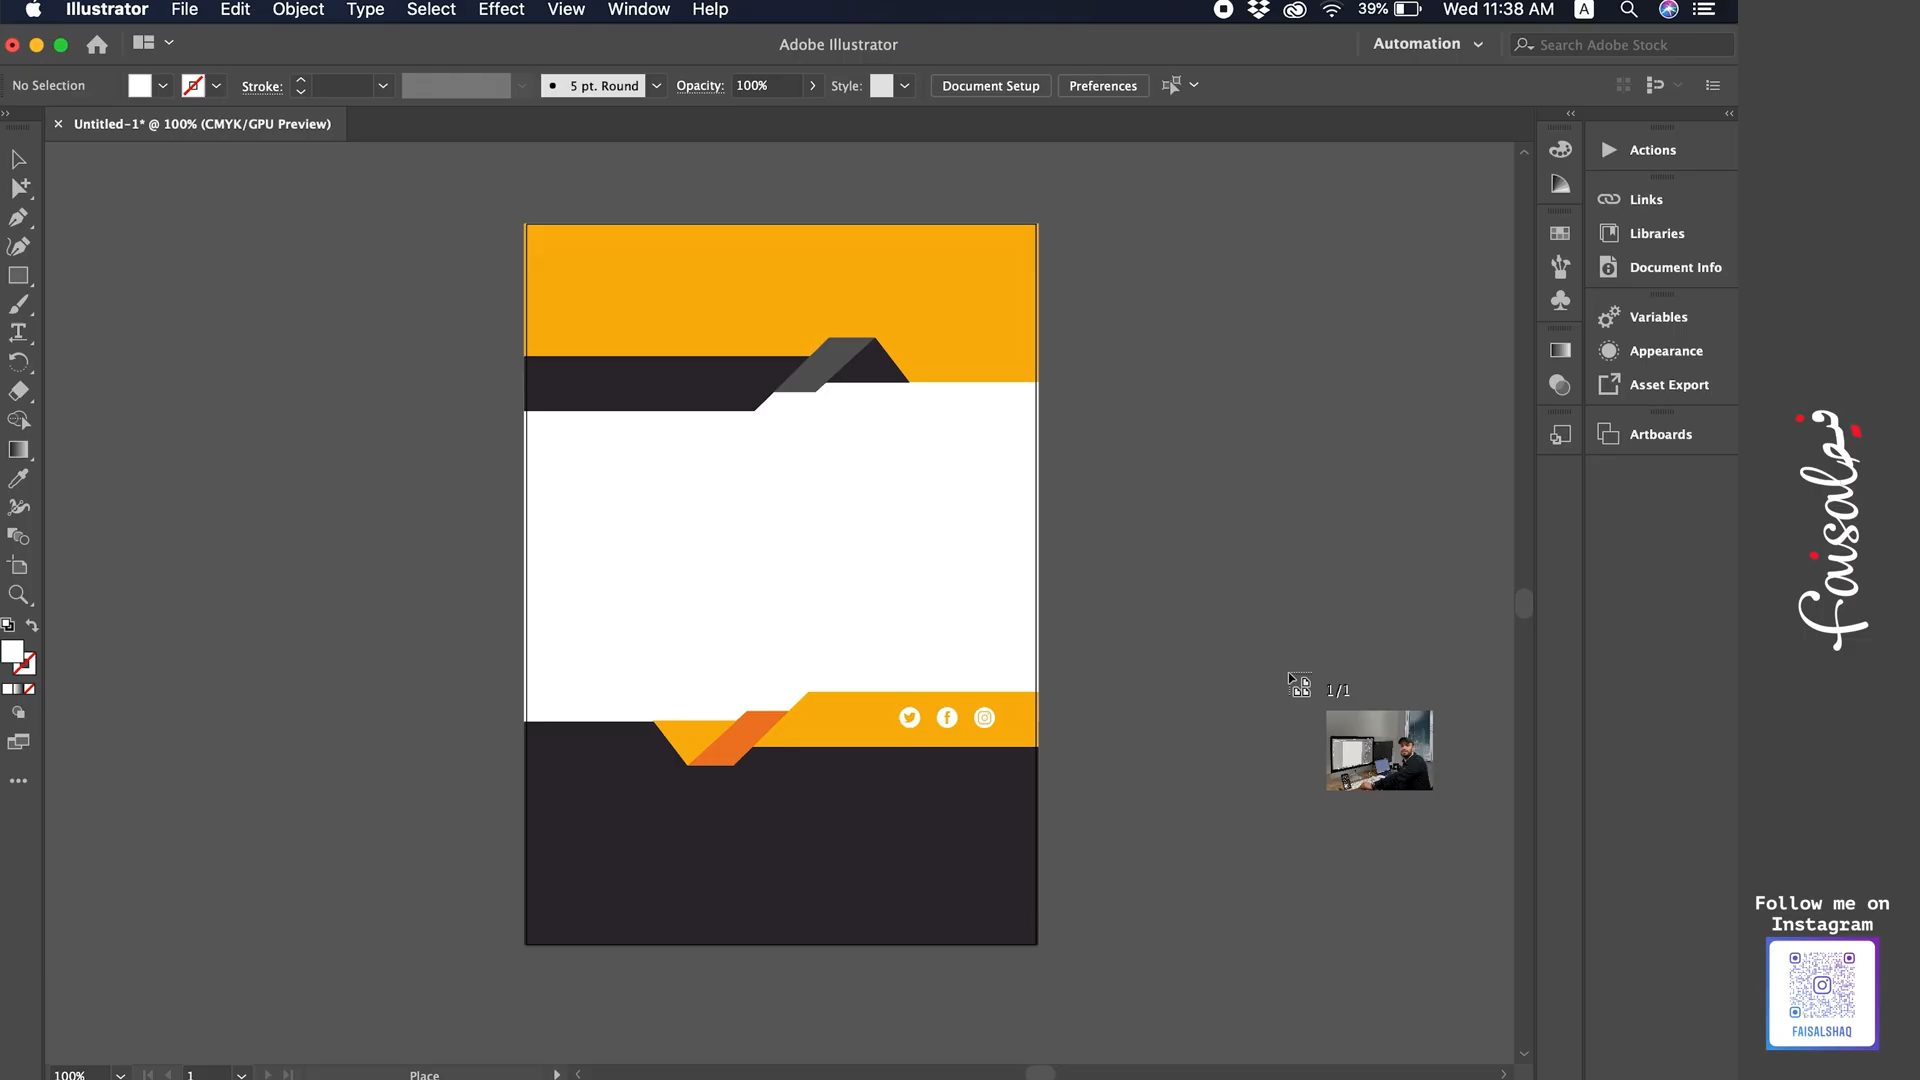 Illustrator File Edit Object Type Select Effect View Window Help 39% Wed 11:38 AM A
Adobe Illustrator Automation Search Adobe Stock
No Selection Stroke: 5 pt. Round Opacity: 100% Style: Document Setup Preferences
× Untitled-1* @ 100% (CMYK/GPU Preview)
Actions
Links
Libraries
Document Info
Variables
Appearance
Asset Export
Artboards
1/1
faisal
Follow me on
Instagram
FAISALSHAQ
100% 1 Place